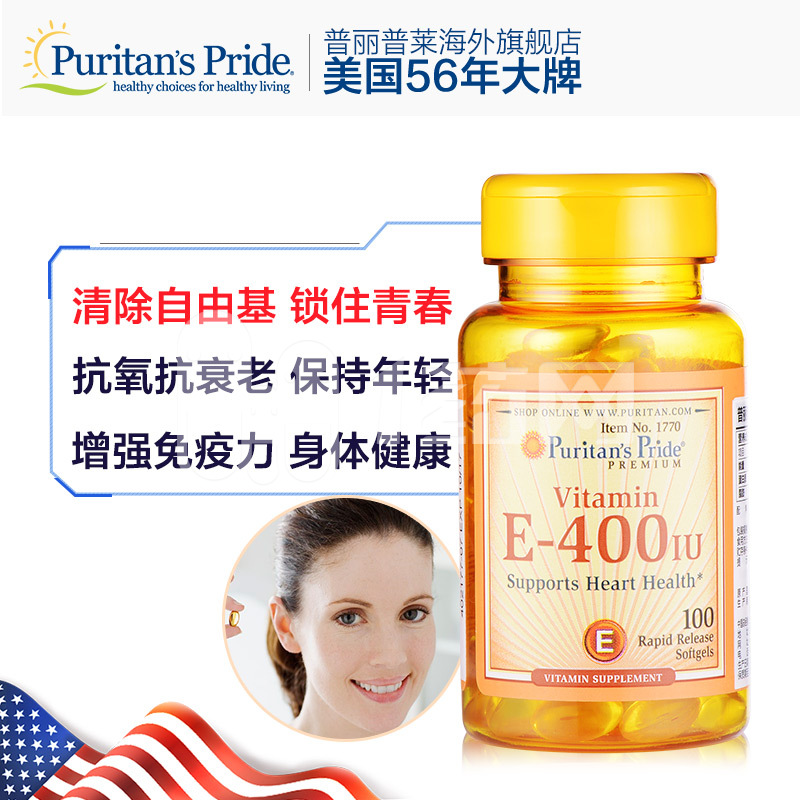 Puritan's Pride®
healthy choices for healthy living
普丽普莱海外旗舰店
美国56年大牌
清除自由基 锁住青春
抗氧抗衰老 保持年轻
增强免疫力 身体健康
SHOP ONLINE WWW.PURITAN.COM
Item No. 1770
Puritan's Pride®
PREMIUM
Vitamin
E-400 IU
Supports Heart Health*
100
Rapid Release
Softgels
E
VITAMIN SUPPLEMENT